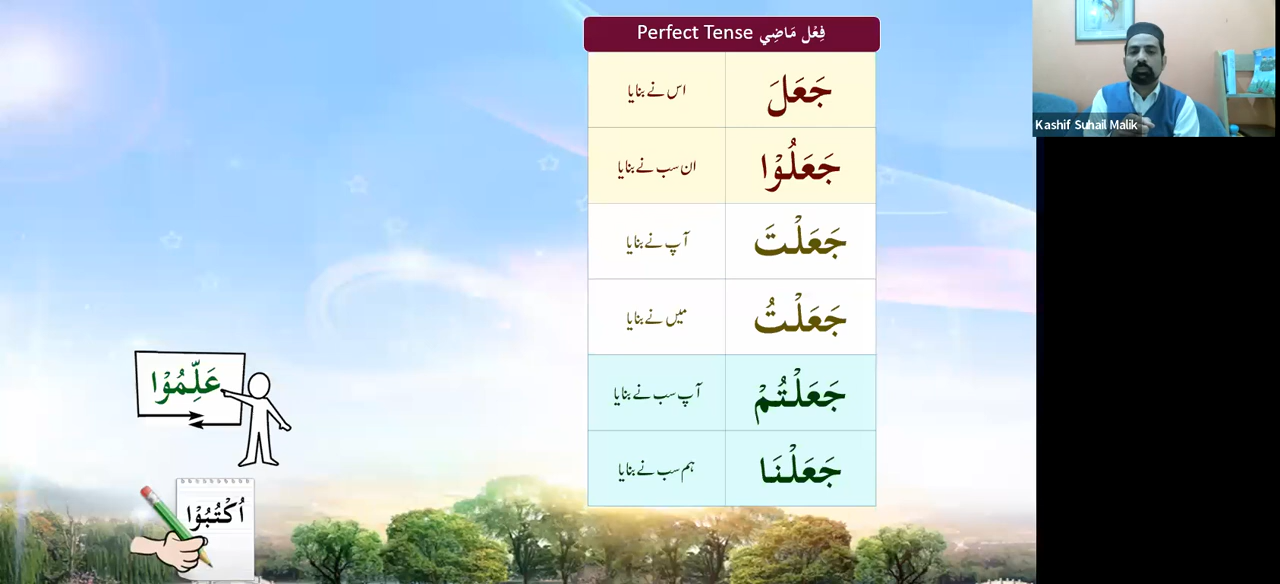 Perfect Tense فِعْل مَاضِي
جَعَلَ اس نے بنایا
جَعَلُوْا ان سب نے بنایا
جَعَلْتَ آپ نے بنایا
جَعَلْتُ میں نے بنایا
جَعَلْتُمْ آپ سب نے بنایا
جَعَلْنَا ہم سب نے بنایا
عَلِّمُوْا
اُكْتُبُوْا
Kashif Suhail Malik